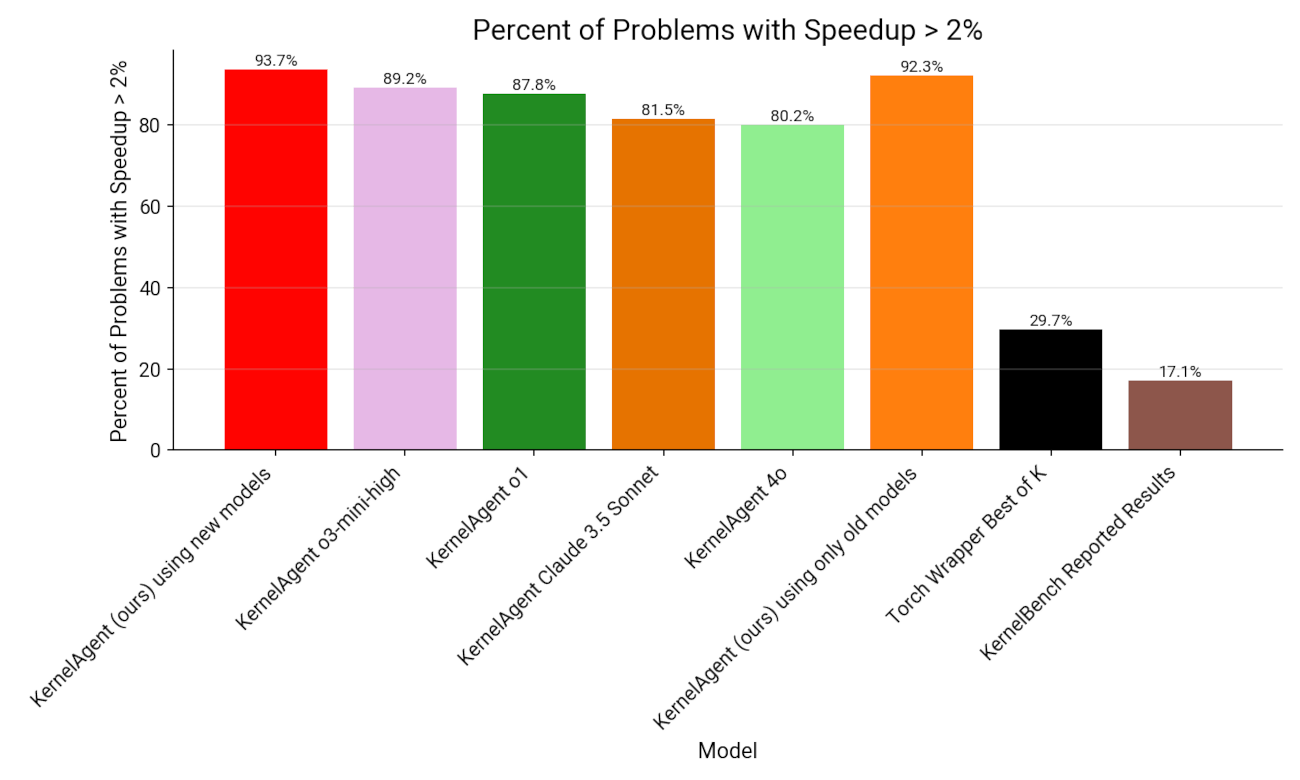 Percent of Problems with Speedup > 2%
Percent of Problems with Speedup > 2%
80
60
40
20
0
93.7%
89.2%
87.8%
81.5%
80.2%
92.3%
29.7%
17.1%
KernelAgent (ours) using new models
KernelAgent o3-mini-high
KernelAgent o1
KernelAgent Claude 3.5 Sonnet
KernelAgent 4o
KernelAgent (ours) using only old models
Torch Wrapper Best of K
KernelBench Reported Results
Model